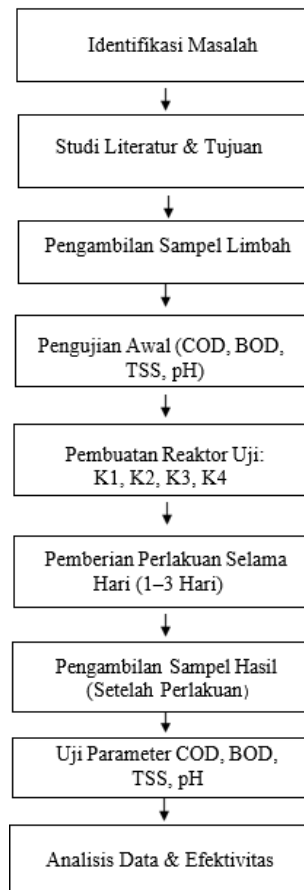 Identifikasi Masalah
Studi Literatur & Tujuan
Pengambilan Sampel Limbah
Pengujian Awal (COD, BOD,
TSS, pH)
Pembuatan Reaktor Uji:
K1, K2, K3, K4
Pemberian Perlakuan Selama
Hari (1–3 Hari)
Pengambilan Sampel Hasil
(Setelah Perlakuan)
Uji Parameter COD, BOD,
TSS, pH
Analisis Data & Efektivitas